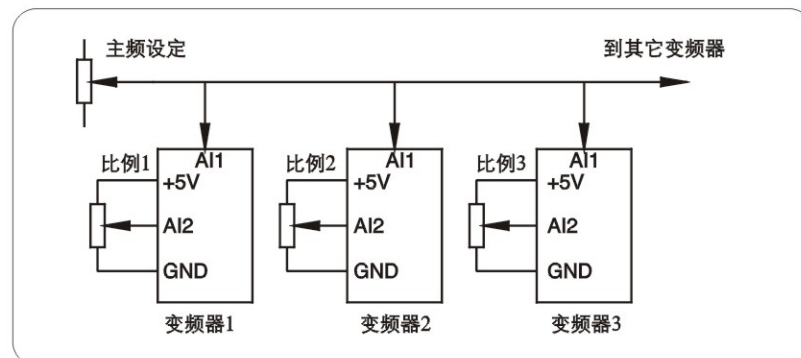 主频设定 到其它变频器
比例1 AI1 比例2 AI1 比例3 AI1
+5V +5V +5V
AI2 AI2 AI2
GND GND GND
变频器1 变频器2 变频器3